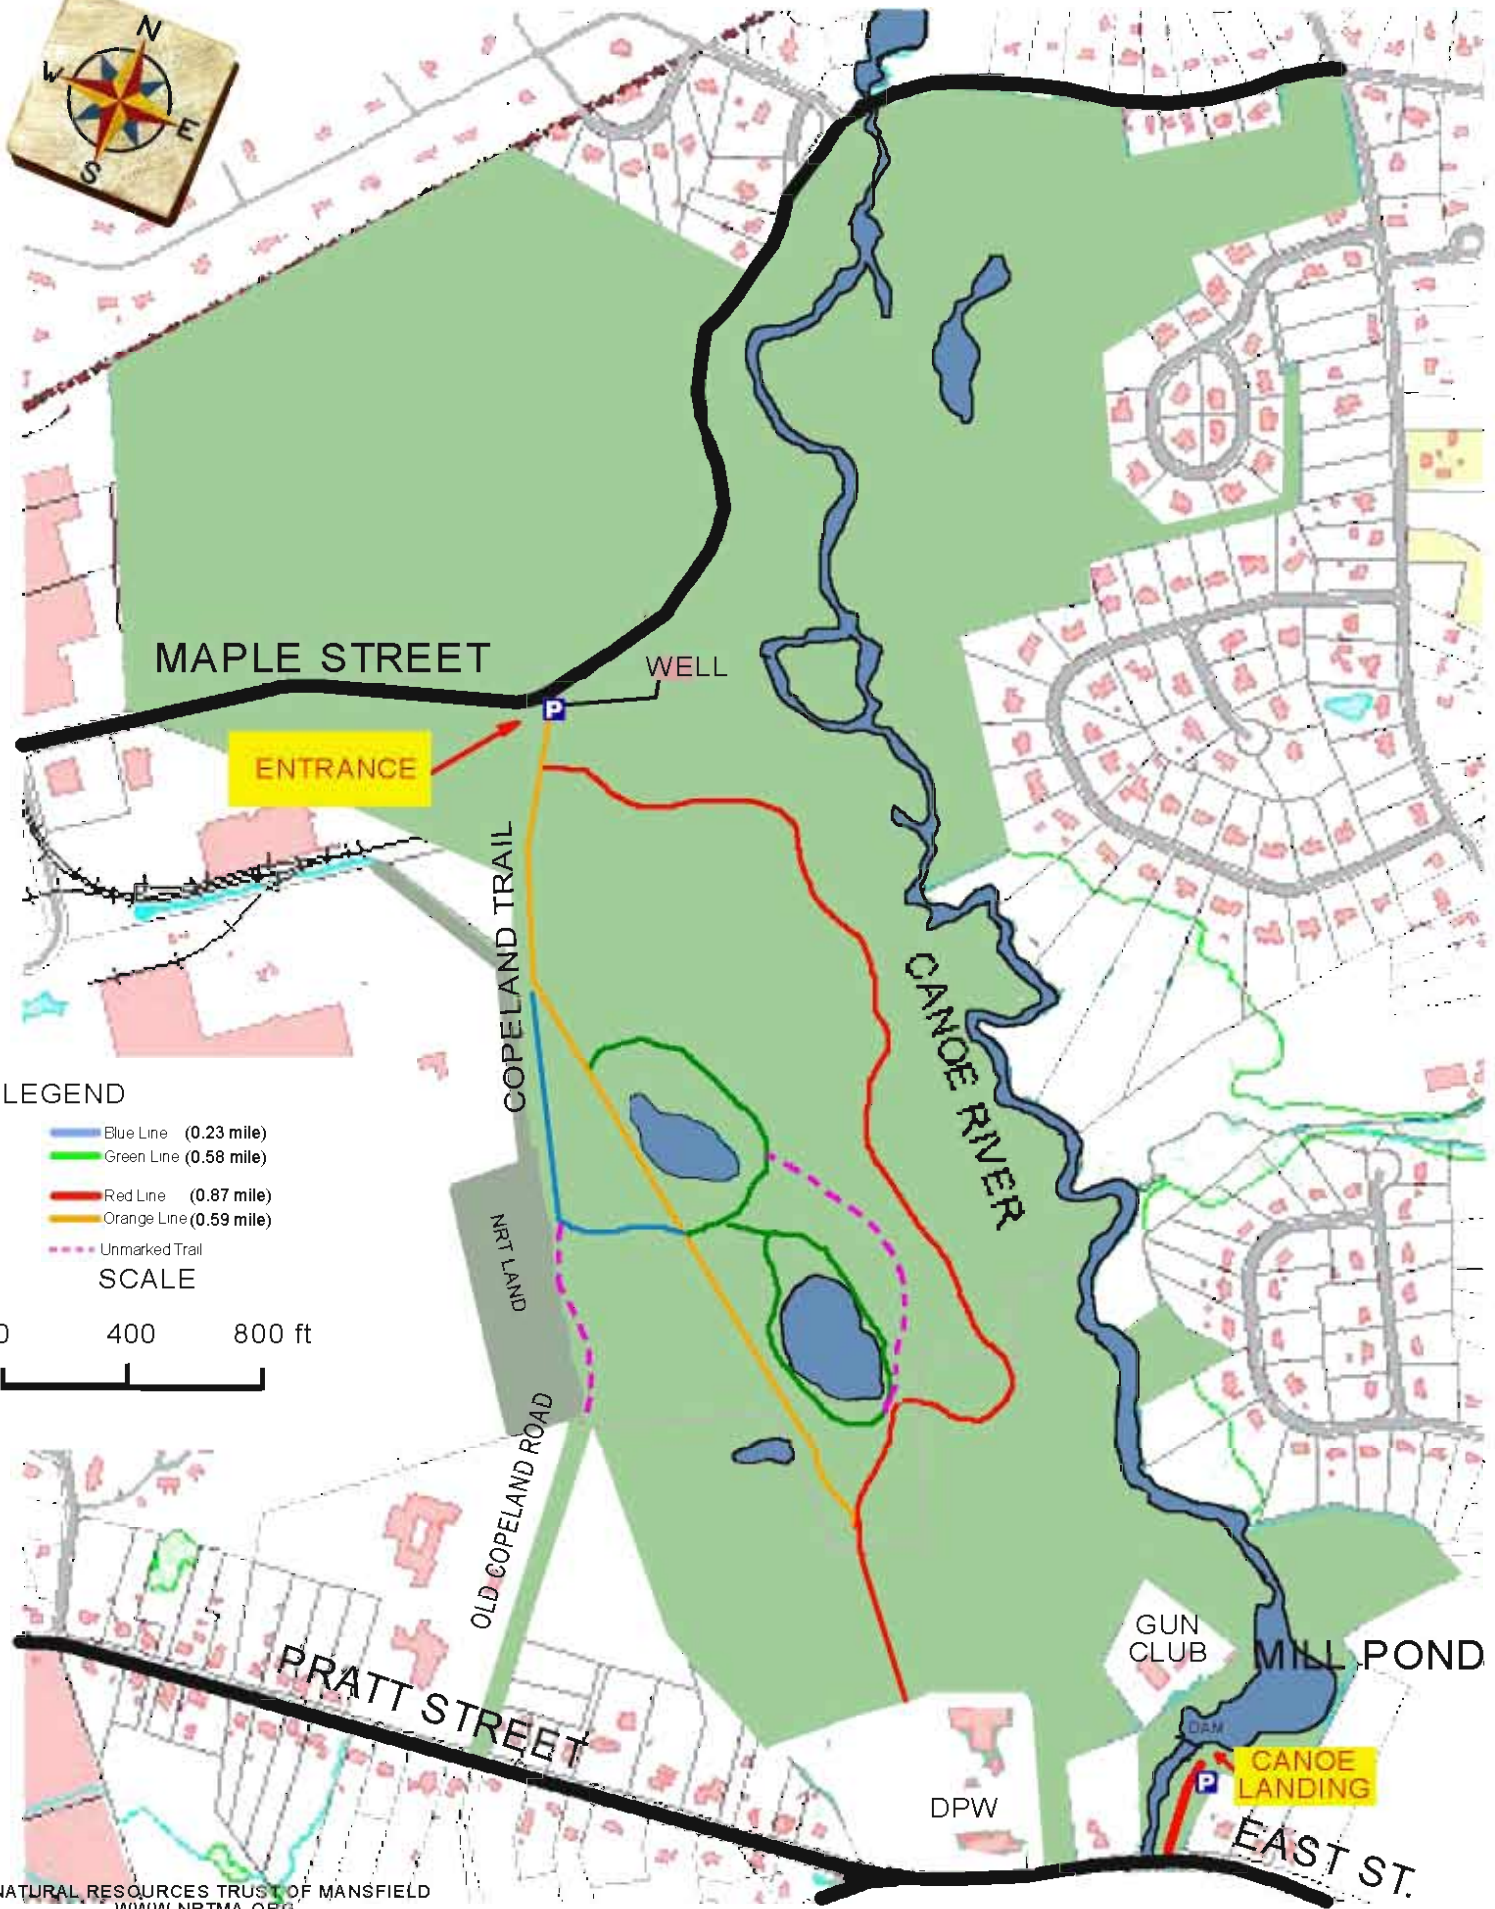 N
W
E
S
MAPLE STREET
WELL
P
ENTRANCE
COPELAND TRAIL
CANOE RIVER
LEGEND
Blue Line (0.23 mile)
Green Line (0.58 mile)
Red Line (0.87 mile)
Orange Line (0.59 mile)
Unmarked Trail
SCALE
0 400 800 ft
NRT LAND
OLD COPELAND ROAD
GUN
CLUB
MILL POND
PRATT STREET
DAM
CANOE
LANDING
P
DPW
EAST ST.
NATURAL RESOURCES TRUST OF MANSFIELD
WWW.NRTMA.ORG